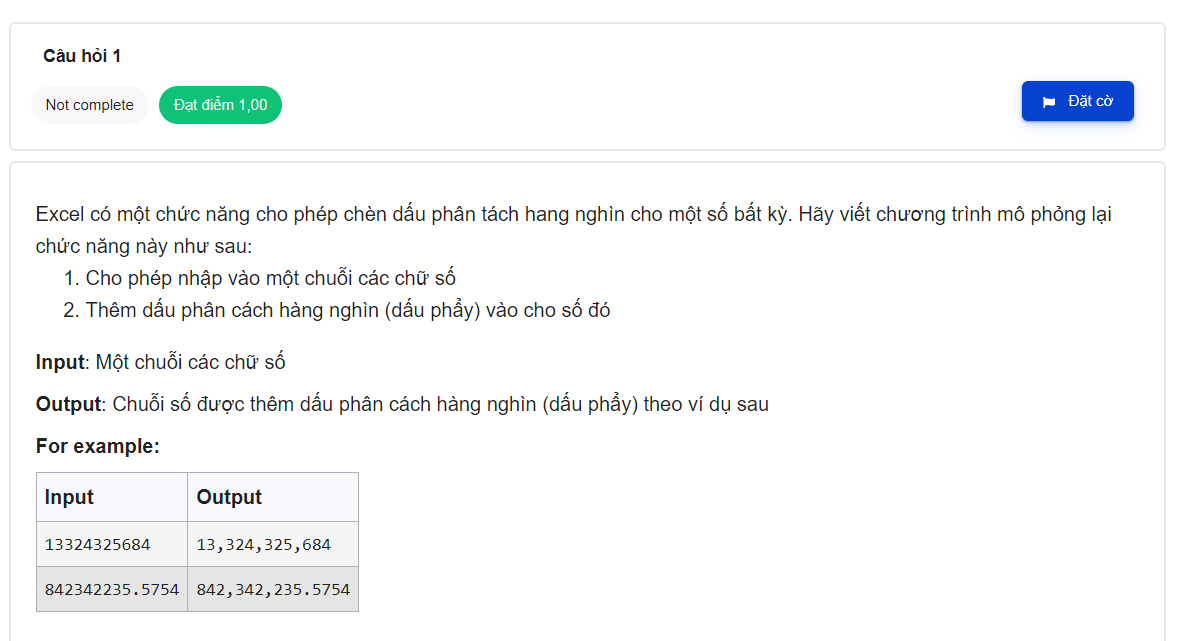 Câu hỏi 1
Not complete
Đạt điểm 1,00
Đặt cờ
Excel có một chức năng cho phép chèn dấu phân tách hang nghìn cho một số bất kỳ. Hãy viết chương trình mô phỏng lại
chức năng này như sau:
1. Cho phép nhập vào một chuỗi các chữ số
2. Thêm dấu phân cách hàng nghìn (dấu phẩy) vào cho số đó
Input: Một chuỗi các chữ số
Output: Chuỗi số được thêm dấu phân cách hàng nghìn (dấu phẩy) theo ví dụ sau
For example:
Input Output
13324325684 13,324,325,684
842342235.5754 842,342,235.5754